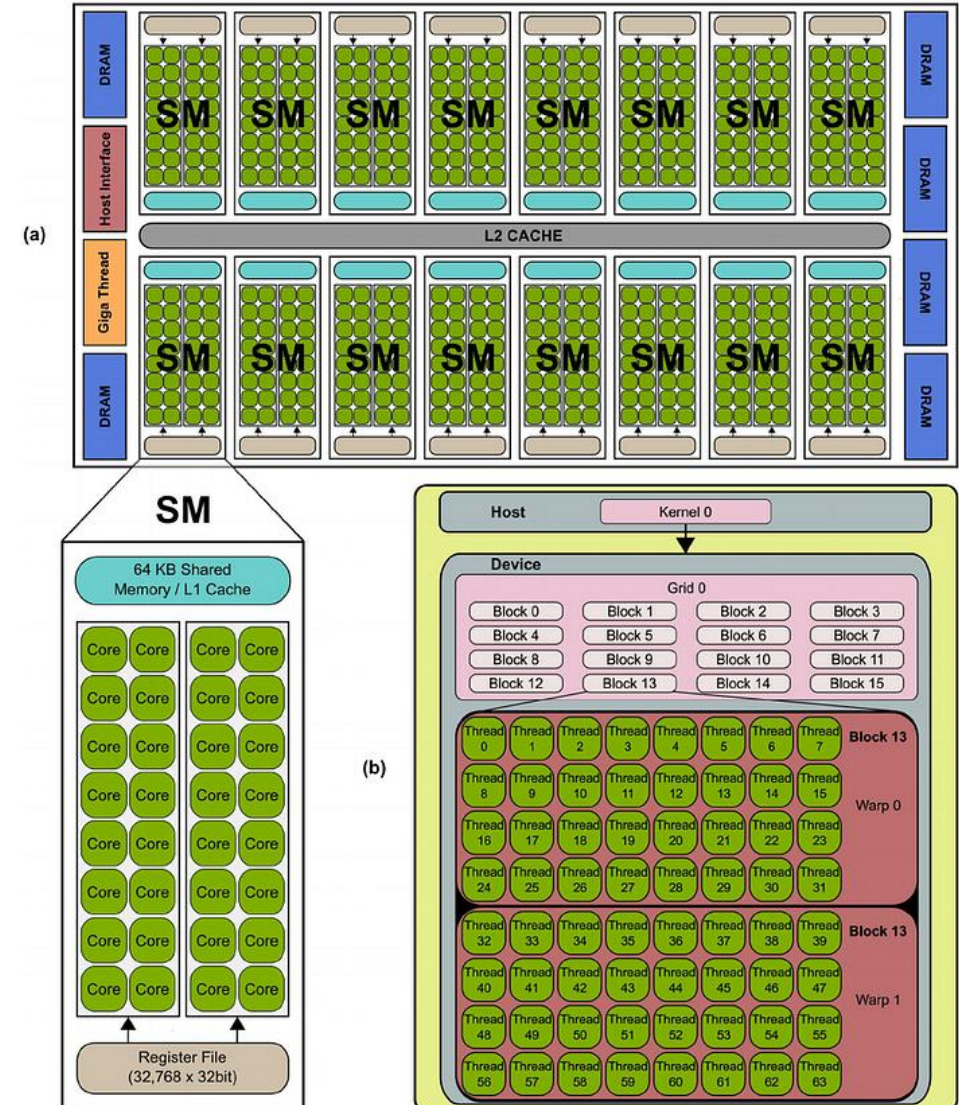 DRAM
Host Interface
Giga Thread
DRAM
SM SM SM SM SM SM SM SM
L2 CACHE
SM SM SM SM SM SM SM SM
DRAM
DRAM
DRAM
DRAM
(a)
SM
64 KB Shared
Memory / L1 Cache
Core Core Core Core
Core Core Core Core
Core Core Core Core
Core Core Core Core
Core Core Core Core
Core Core Core Core
Core Core Core Core
Core Core Core Core
Register File
(32,768 x 32bit)
(b)
Host
Kernel 0
Device
Grid 0
Block 0 Block 1 Block 2 Block 3
Block 4 Block 5 Block 6 Block 7
Block 8 Block 9 Block 10 Block 11
Block 12 Block 13 Block 14 Block 15
Thread Thread Thread Thread Thread Thread Thread Thread
0 1 2 3 4 5 6 7
Block 13
Thread Thread Thread Thread Thread Thread Thread Thread
8 9 10 11 12 13 14 15
Warp 0
Thread Thread Thread Thread Thread Thread Thread Thread
16 17 18 19 20 21 22 23
Thread Thread Thread Thread Thread Thread Thread Thread
24 25 26 27 28 29 30 31
Thread Thread Thread Thread Thread Thread Thread Thread
32 33 34 35 36 37 38 39
Block 13
Thread Thread Thread Thread Thread Thread Thread Thread
40 41 42 43 44 45 46 47
Warp 1
Thread Thread Thread Thread Thread Thread Thread Thread
48 49 50 51 52 53 54 55
Thread Thread Thread Thread Thread Thread Thread Thread
56 57 58 59 60 61 62 63